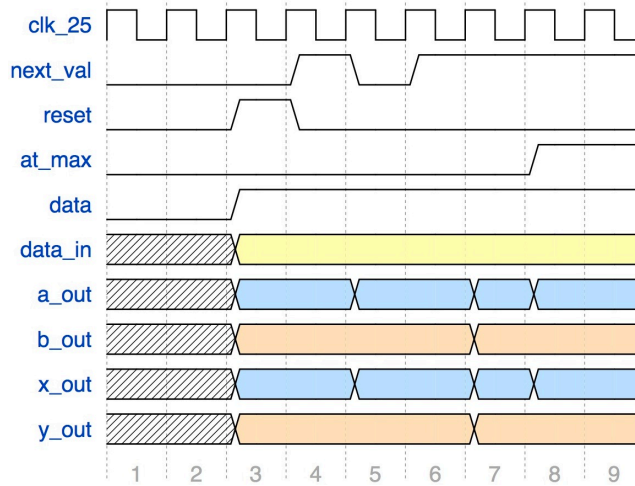 clk_25
next_val
reset
at_max
data
data_in
a_out
b_out
x_out
y_out
1 2 3 4 5 6 7 8 9